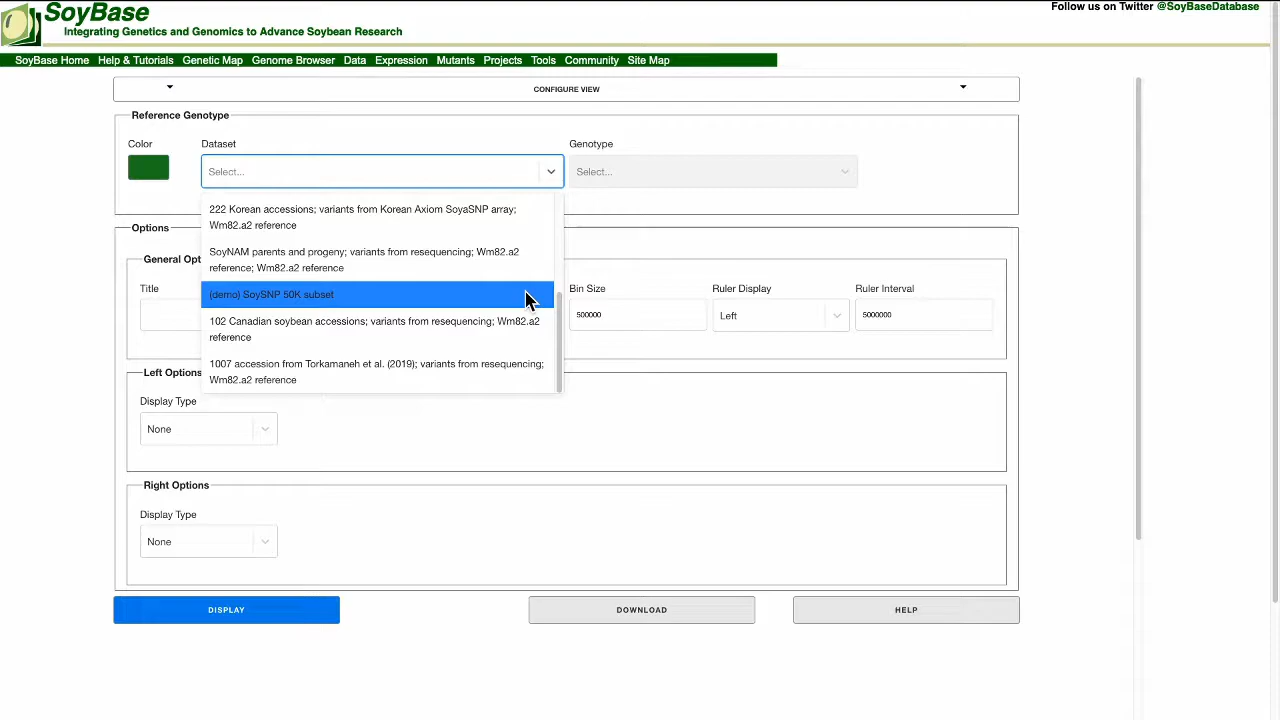 Follow us on Twitter @SoyBaseDatabase
SoyBase
Integrating Genetics and Genomics to Advance Soybean Research
SoyBase Home Help & Tutorials Genetic Map Genome Browser Data Expression Mutants Projects Tools Community Site Map
CONFIGURE VIEW
Reference Genotype
Color Dataset Genotype
Select... Select...
222 Korean accessions; variants from Korean Axiom SoyaSNP array;
Wm82.a2 reference
SoyNAM parents and progeny; variants from resequencing; Wm82.a2
reference; Wm82.a2 reference
(demo) SoySNP 50K subset
102 Canadian soybean accessions; variants from resequencing; Wm82.a2
reference
1007 accession from Torkamaneh et al. (2019); variants from resequencing;
Wm82.a2 reference
Options
General Opt
Title Bin Size Ruler Display Ruler Interval
500000 Left 5000000
Left Options
Display Type
None
Right Options
Display Type
None
DISPLAY DOWNLOAD HELP